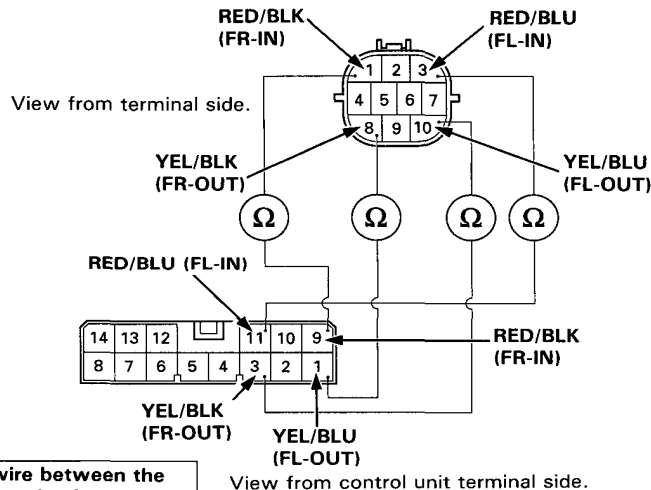 RED/BLK
(FR-IN)
RED/BLU
(FL-IN)
1 2 3
View from terminal side.
4 5 6 7
8 9 10
YEL/BLK
(FR-OUT)
YEL/BLU
(FL-OUT)
Ω Ω Ω Ω
RED/BLU (FL-IN)
14 13 12 11 10 9
RED/BLK
(FR-IN)
8 7 6 5 4 3 2 1
YEL/BLK
(FR-OUT)
YEL/BLU
(FL-OUT)
wire between the
View from control unit terminal side.